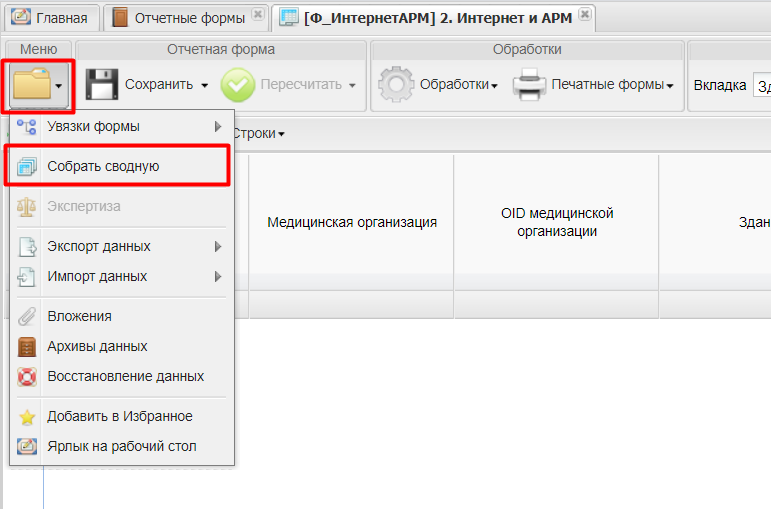 Главная
Отчетные формы
[Ф_ИнтернетАРМ] 2. Интернет и АРМ
Меню
Отчетная форма
Обработки
Сохранить
Пересчитать
Обработки
Печатные формы
Вкладка
Зд
Увязки формы
Строки
Собрать сводную
Экспертиза
Экспорт данных
Импорт данных
Вложения
Архивы данных
Восстановление данных
Добавить в Избранное
Ярлык на рабочий стол
Медицинская организация
OID медицинской
организации
Здан